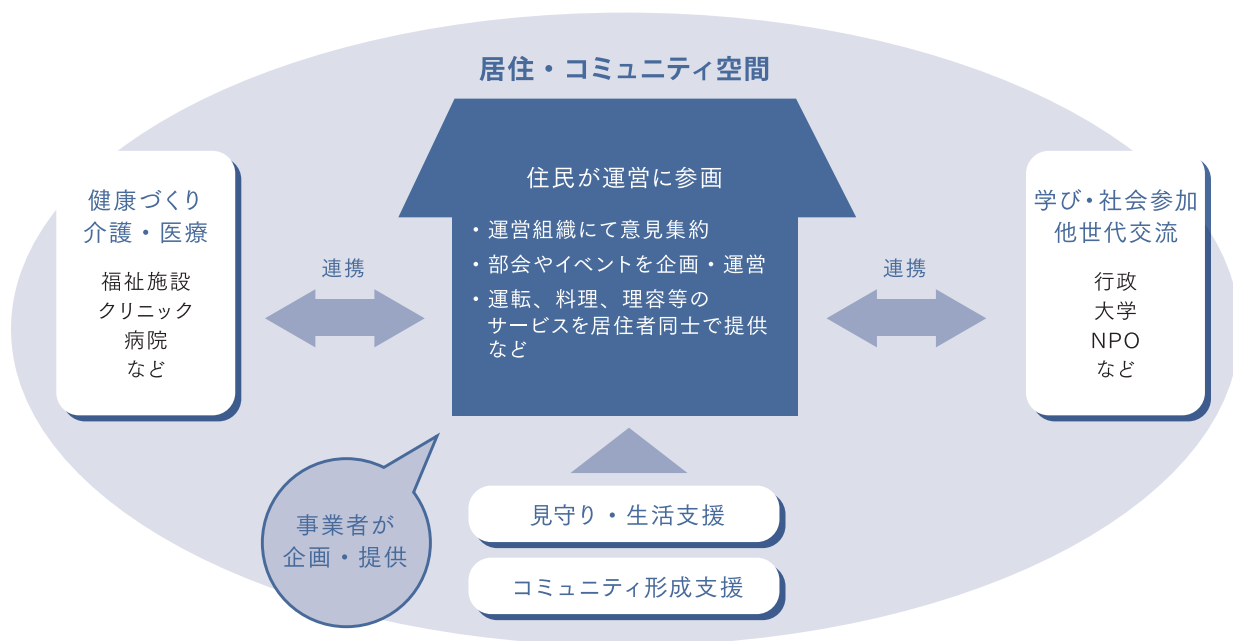 居住・コミュニティ空間
住民が運営に参画
・運営組織にて意見集約
・部会やイベントを企画・運営
・運転、料理、理容等の
サービスを居住者同士で提供
など
健康づくり
介護・医療
福祉施設
クリニック
病院
など
連携
連携
学び・社会参加
他世代交流
行政
大学
NPO
など
事業者が
企画・提供
見守り・生活支援
コミュニティ形成支援